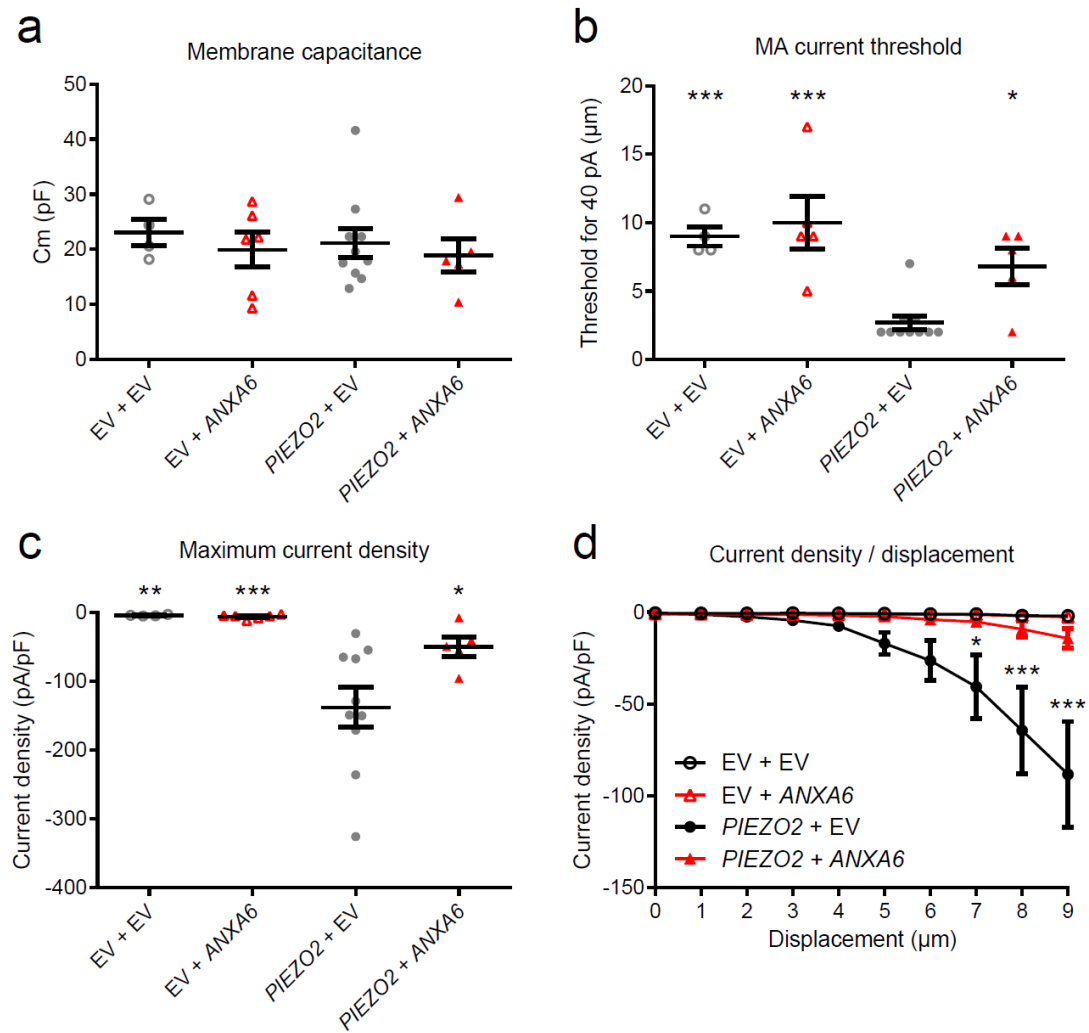 a
Membrane capacitance
50
40
30
20
10
0
Cm (pF)
EV + EV
EV + ANXA6
PIEZO2 + EV
PIEZO2 + ANXA6
b
MA current threshold
20
15
10
5
0
Threshold for 40 pA (µm)
***
***
*
EV + EV
EV + ANXA6
PIEZO2 + EV
PIEZO2 + ANXA6
c
Maximum current density
0
-100
-200
-300
-400
Current density (pA/pF)
**
***
*
EV + EV
EV + ANXA6
PIEZO2 + EV
PIEZO2 + ANXA6
d
Current density / displacement
0
-50
-100
-150
Current density (pA/pF)
*
***
***
EV + EV
EV + ANXA6
PIEZO2 + EV
PIEZO2 + ANXA6
0 1 2 3 4 5 6 7 8 9
Displacement (µm)